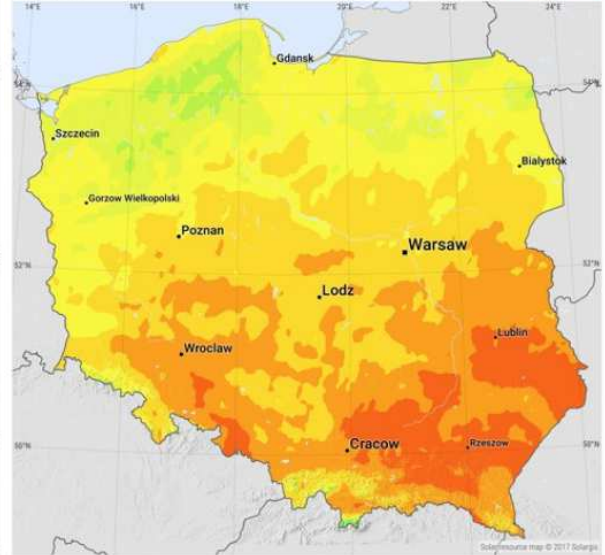 14°E 16°E 18°E 20°E 22°E 24°E
Gdansk
54°N 54°N
Szczecin
Bialystok
Gorzow Wielkopolski
Poznan
Warsaw
52°N 52°N
Lodz
Lublin
Wroclaw
Cracow
Rzeszow
50°N 50°N
Solar resource map © 2017 Solargis